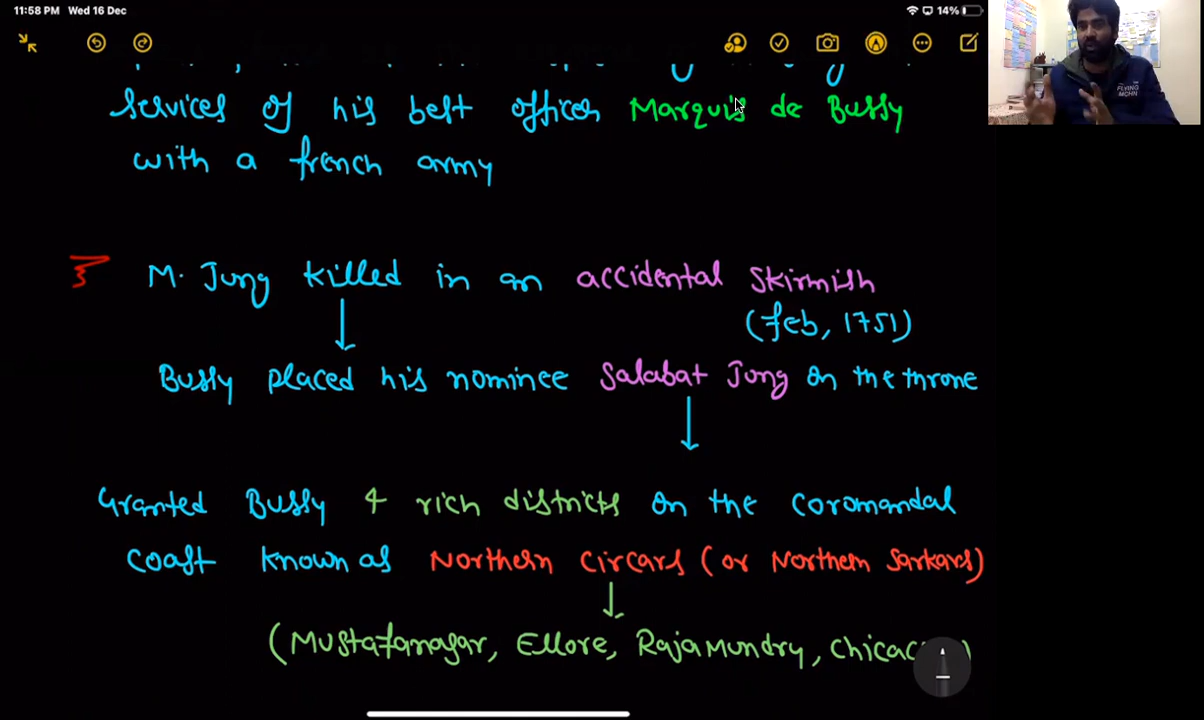 11:58 PM Wed 16 Dec
14%
services of his best officer Marquis de Bussy
with a french army
M. Jung killed in an accidental Skirmish
(feb, 1751)
Bussy placed his nominee Salabat Jung on the throne
Granted Bussy 4 rich districts on the coromandal
coast known as Northern Circars (or Northern Sarkars)
(Mustafanagar, Ellore, Rajamundry,
FLYING
MCHN